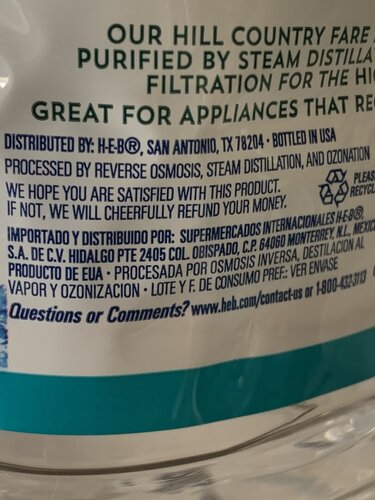 OUR HILL COUNTRY FARE
PURIFIED BY STEAM DISTILLA
FILTRATION FOR THE HI
GREAT FOR APPLIANCES THAT RE
DISTRIBUTED BY: H-E-B®, SAN ANTONIO, TX 78204 • BOTTLED IN USA
PROCESSED BY REVERSE OSMOSIS, STEAM DISTILLATION, AND OZONATION
WE HOPE YOU ARE SATISFIED WITH THIS PRODUCT.
IF NOT, WE WILL CHEERFULLY REFUND YOUR MONEY.
PLEAS
RECYCL
IMPORTADO Y DISTRIBUIDO POR: SUPERMERCADOS INTERNACIONALES H-E-B®,
S.A. DE C.V. HIDALGO PTE 2405 COL. OBISPADO, C.P. 64060 MONTERREY, N.L. MEXIC
PRODUCTO DE EUA • PROCESADA POR OSMOSIS INVERSA, DESTILACION AL
VAPOR Y OZONIZACION • LOTE Y F. DE CONSUMO PREF.: VER ENVASE
Questions or Comments? www.heb.com/contact-us or 1-800-432-3113